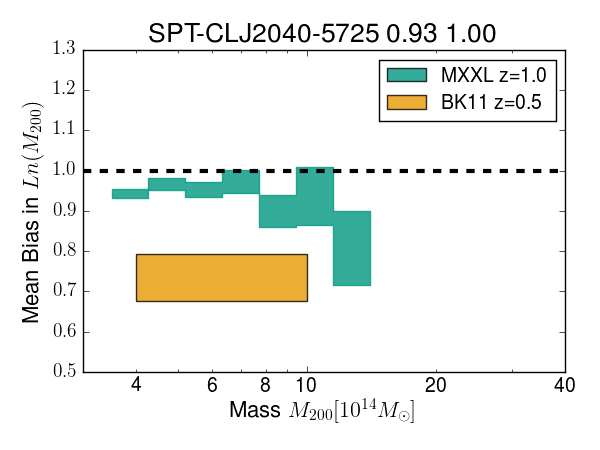 SPT-CLJ2040-5725 0.93 1.00
1.3
1.2
1.1
1.0
0.9
0.8
0.7
0.6
0.5
Mean Bias in Ln(M₂₀₀)
MXXL z=1.0
BK11 z=0.5
4 6 8 10 20 40
Mass M₂₀₀[10¹⁴M☉]